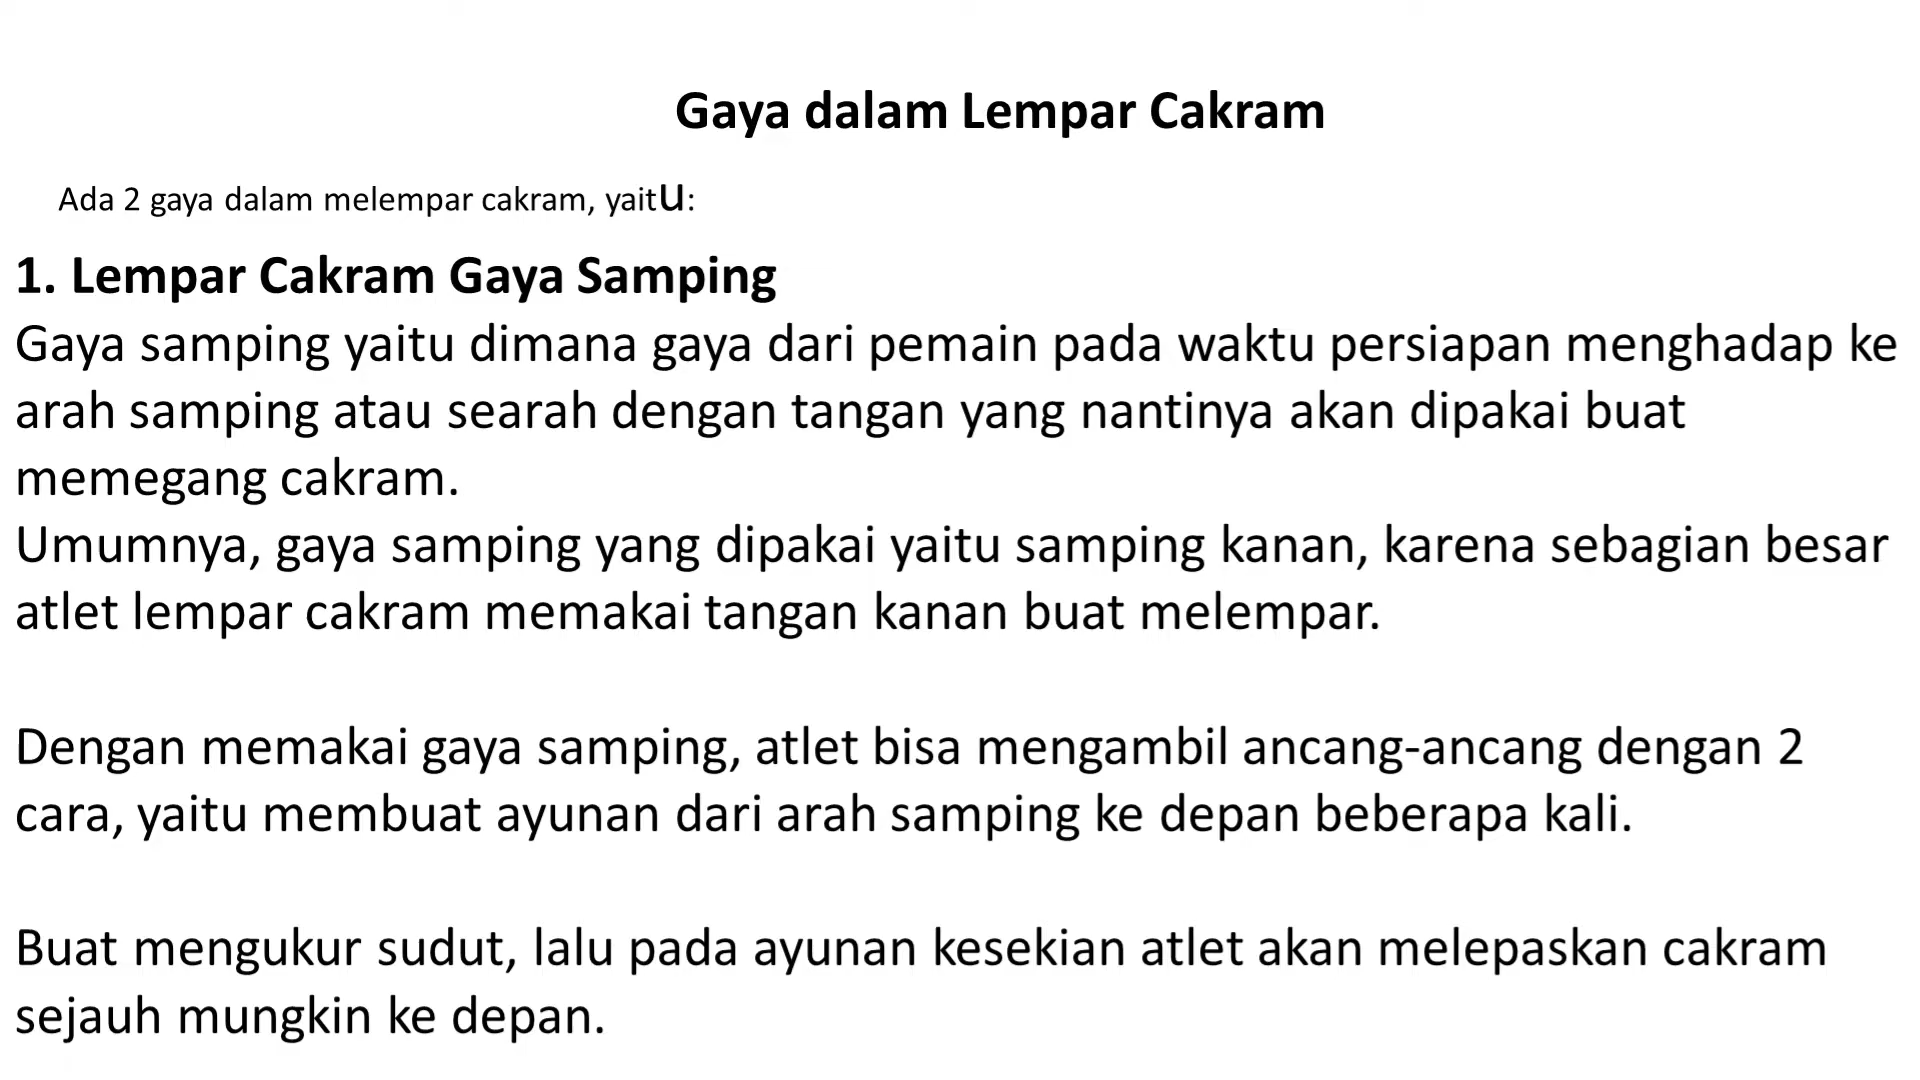 Gaya dalam Lempar Cakram
Ada 2 gaya dalam melempar cakram, yaitu:
1. Lempar Cakram Gaya Samping
Gaya samping yaitu dimana gaya dari pemain pada waktu persiapan menghadap ke
arah samping atau searah dengan tangan yang nantinya akan dipakai buat
memegang cakram.
Umumnya, gaya samping yang dipakai yaitu samping kanan, karena sebagian besar
atlet lempar cakram memakai tangan kanan buat melempar.
Dengan memakai gaya samping, atlet bisa mengambil ancang-ancang dengan 2
cara, yaitu membuat ayunan dari arah samping ke depan beberapa kali.
Buat mengukur sudut, lalu pada ayunan kesekian atlet akan melepaskan cakram
sejauh mungkin ke depan.